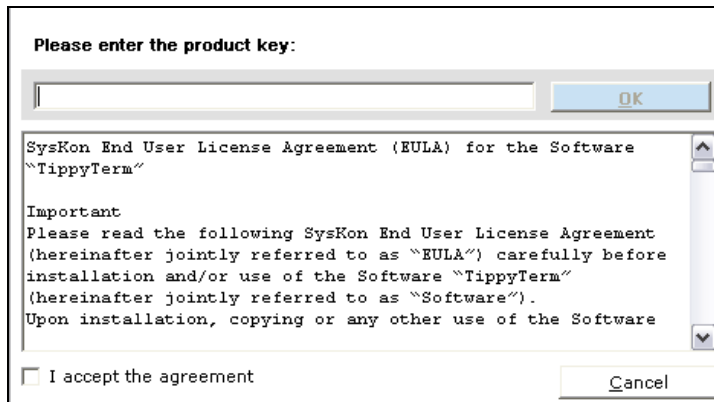 Please enter the product key:
OK
SysKon End User License Agreement (EULA) for the Software
"TippyTerm"
Important
Please read the following SysKon End User License Agreement
(hereinafter jointly referred to as "EULA") carefully before
installation and/or use of the Software "TippyTerm"
(hereinafter jointly referred to as "Software").
Upon installation, copying or any other use of the Software
I accept the agreement
Cancel